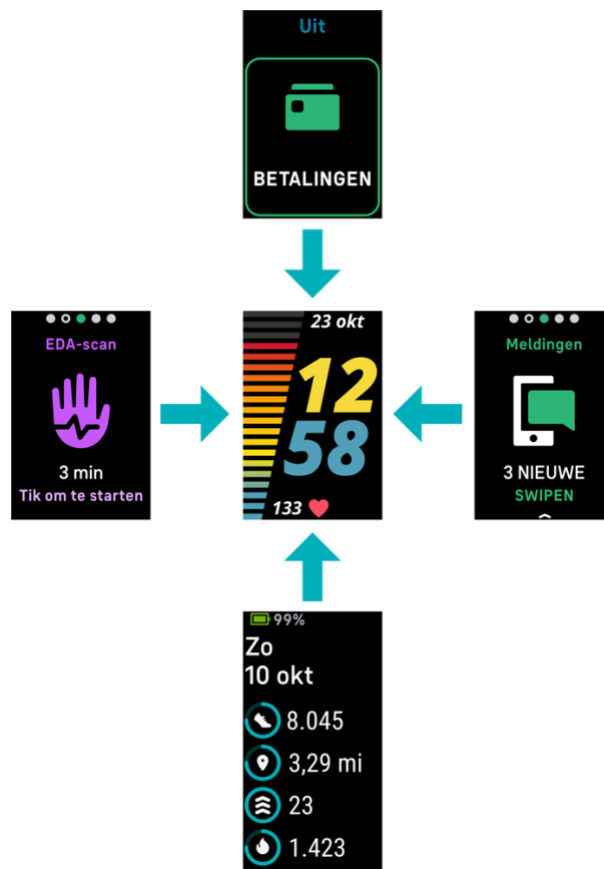 Uit
BETALINGEN
EDA-scan
3 min
Tik om te starten
23 okt
12
58
133
Meldingen
3 NIEUWE
SWIPEN
99%
Zo
10 okt
8.045
3,29 mi
23
1.423